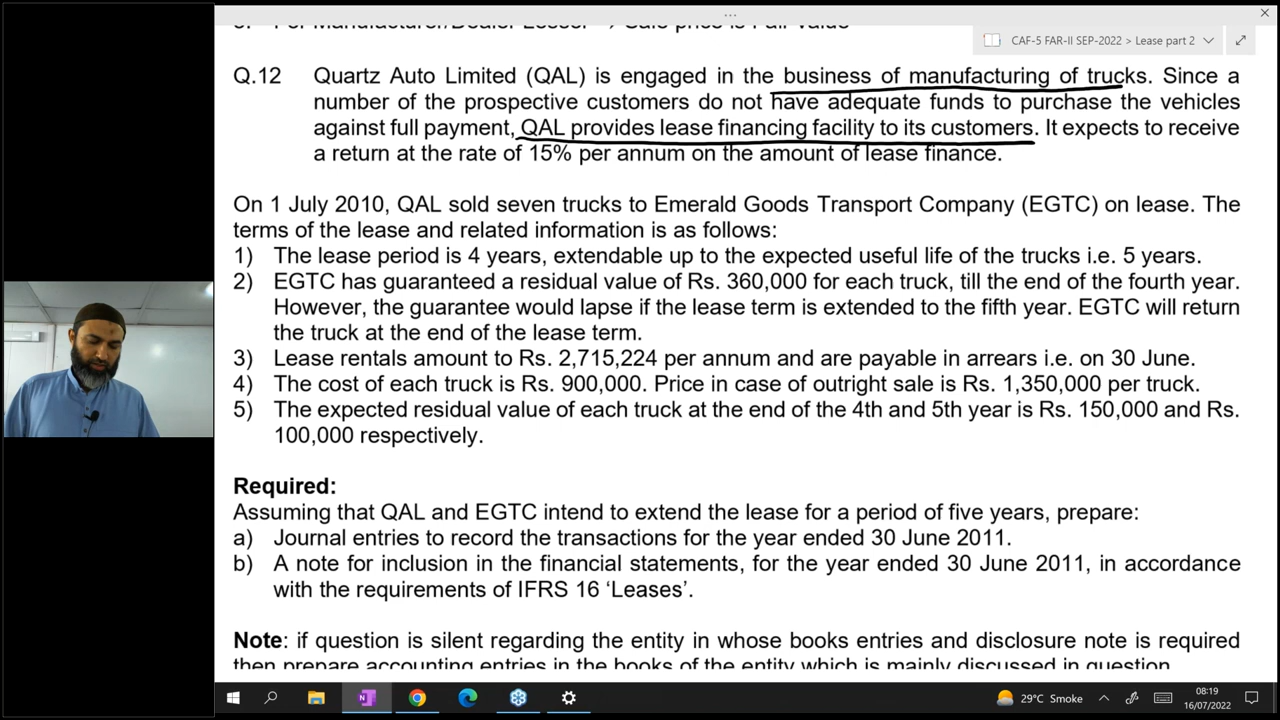 CAF-5 FAR-II SEP-2022 > Lease part 2
Q.12 Quartz Auto Limited (QAL) is engaged in the business of manufacturing of trucks. Since a
number of the prospective customers do not have adequate funds to purchase the vehicles
against full payment, QAL provides lease financing facility to its customers. It expects to receive
a return at the rate of 15% per annum on the amount of lease finance.
On 1 July 2010, QAL sold seven trucks to Emerald Goods Transport Company (EGTC) on lease. The
terms of the lease and related information is as follows:
1) The lease period is 4 years, extendable up to the expected useful life of the trucks i.e. 5 years.
2) EGTC has guaranteed a residual value of Rs. 360,000 for each truck, till the end of the fourth year.
However, the guarantee would lapse if the lease term is extended to the fifth year. EGTC will return
the truck at the end of the lease term.
3) Lease rentals amount to Rs. 2,715,224 per annum and are payable in arrears i.e. on 30 June.
4) The cost of each truck is Rs. 900,000. Price in case of outright sale is Rs. 1,350,000 per truck.
5) The expected residual value of each truck at the end of the 4th and 5th year is Rs. 150,000 and Rs.
100,000 respectively.
Required:
Assuming that QAL and EGTC intend to extend the lease for a period of five years, prepare:
a) Journal entries to record the transactions for the year ended 30 June 2011.
b) A note for inclusion in the financial statements, for the year ended 30 June 2011, in accordance
with the requirements of IFRS 16 ‘Leases’.
Note: if question is silent regarding the entity in whose books entries and disclosure note is required
then prepare accounting entries in the books of the entity which is mainly discussed in question
29°C Smoke
08:19
16/07/2022